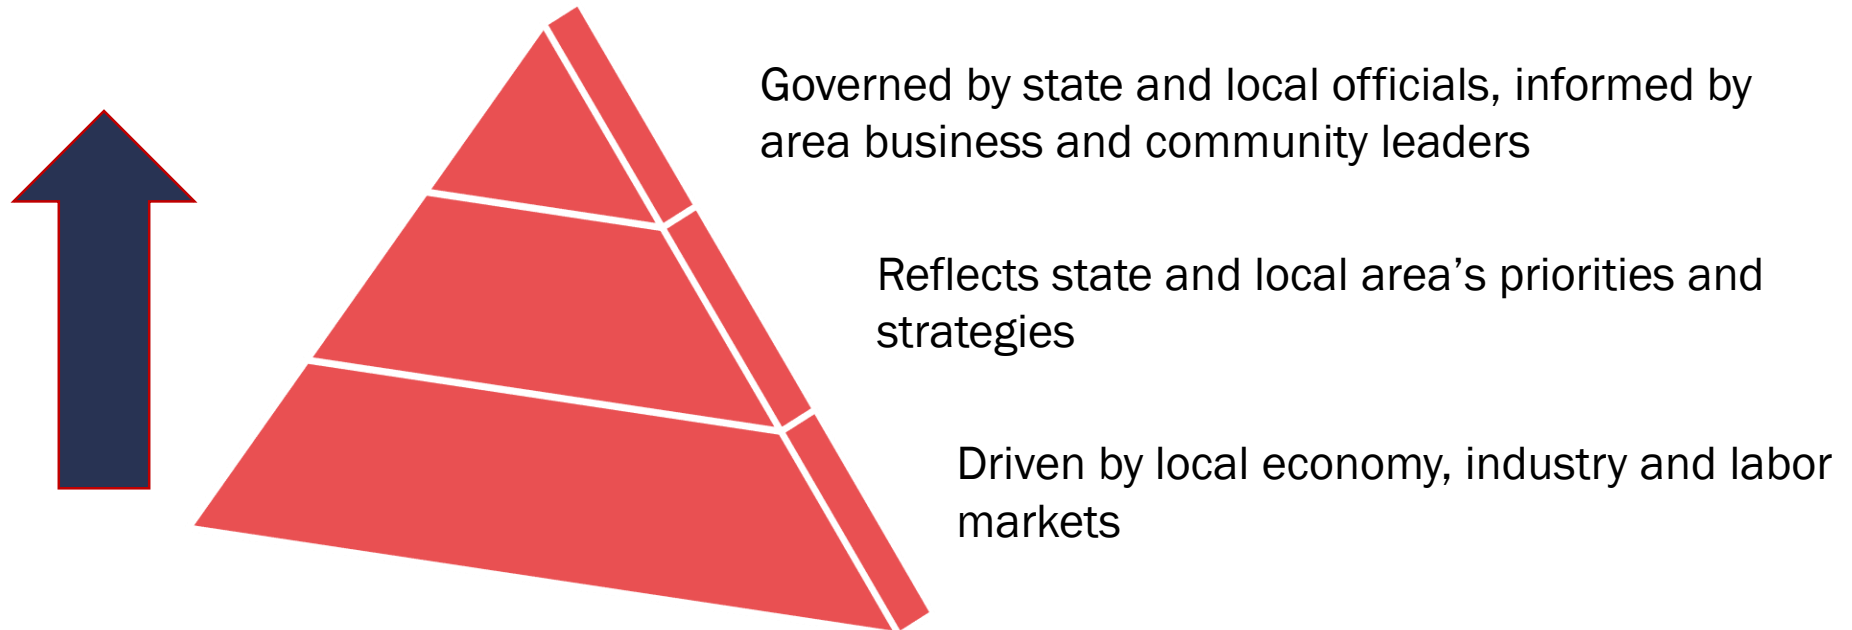 Governed by state and local officials, informed by
area business and community leaders
Reflects state and local area’s priorities and
strategies
Driven by local economy, industry and labor
markets